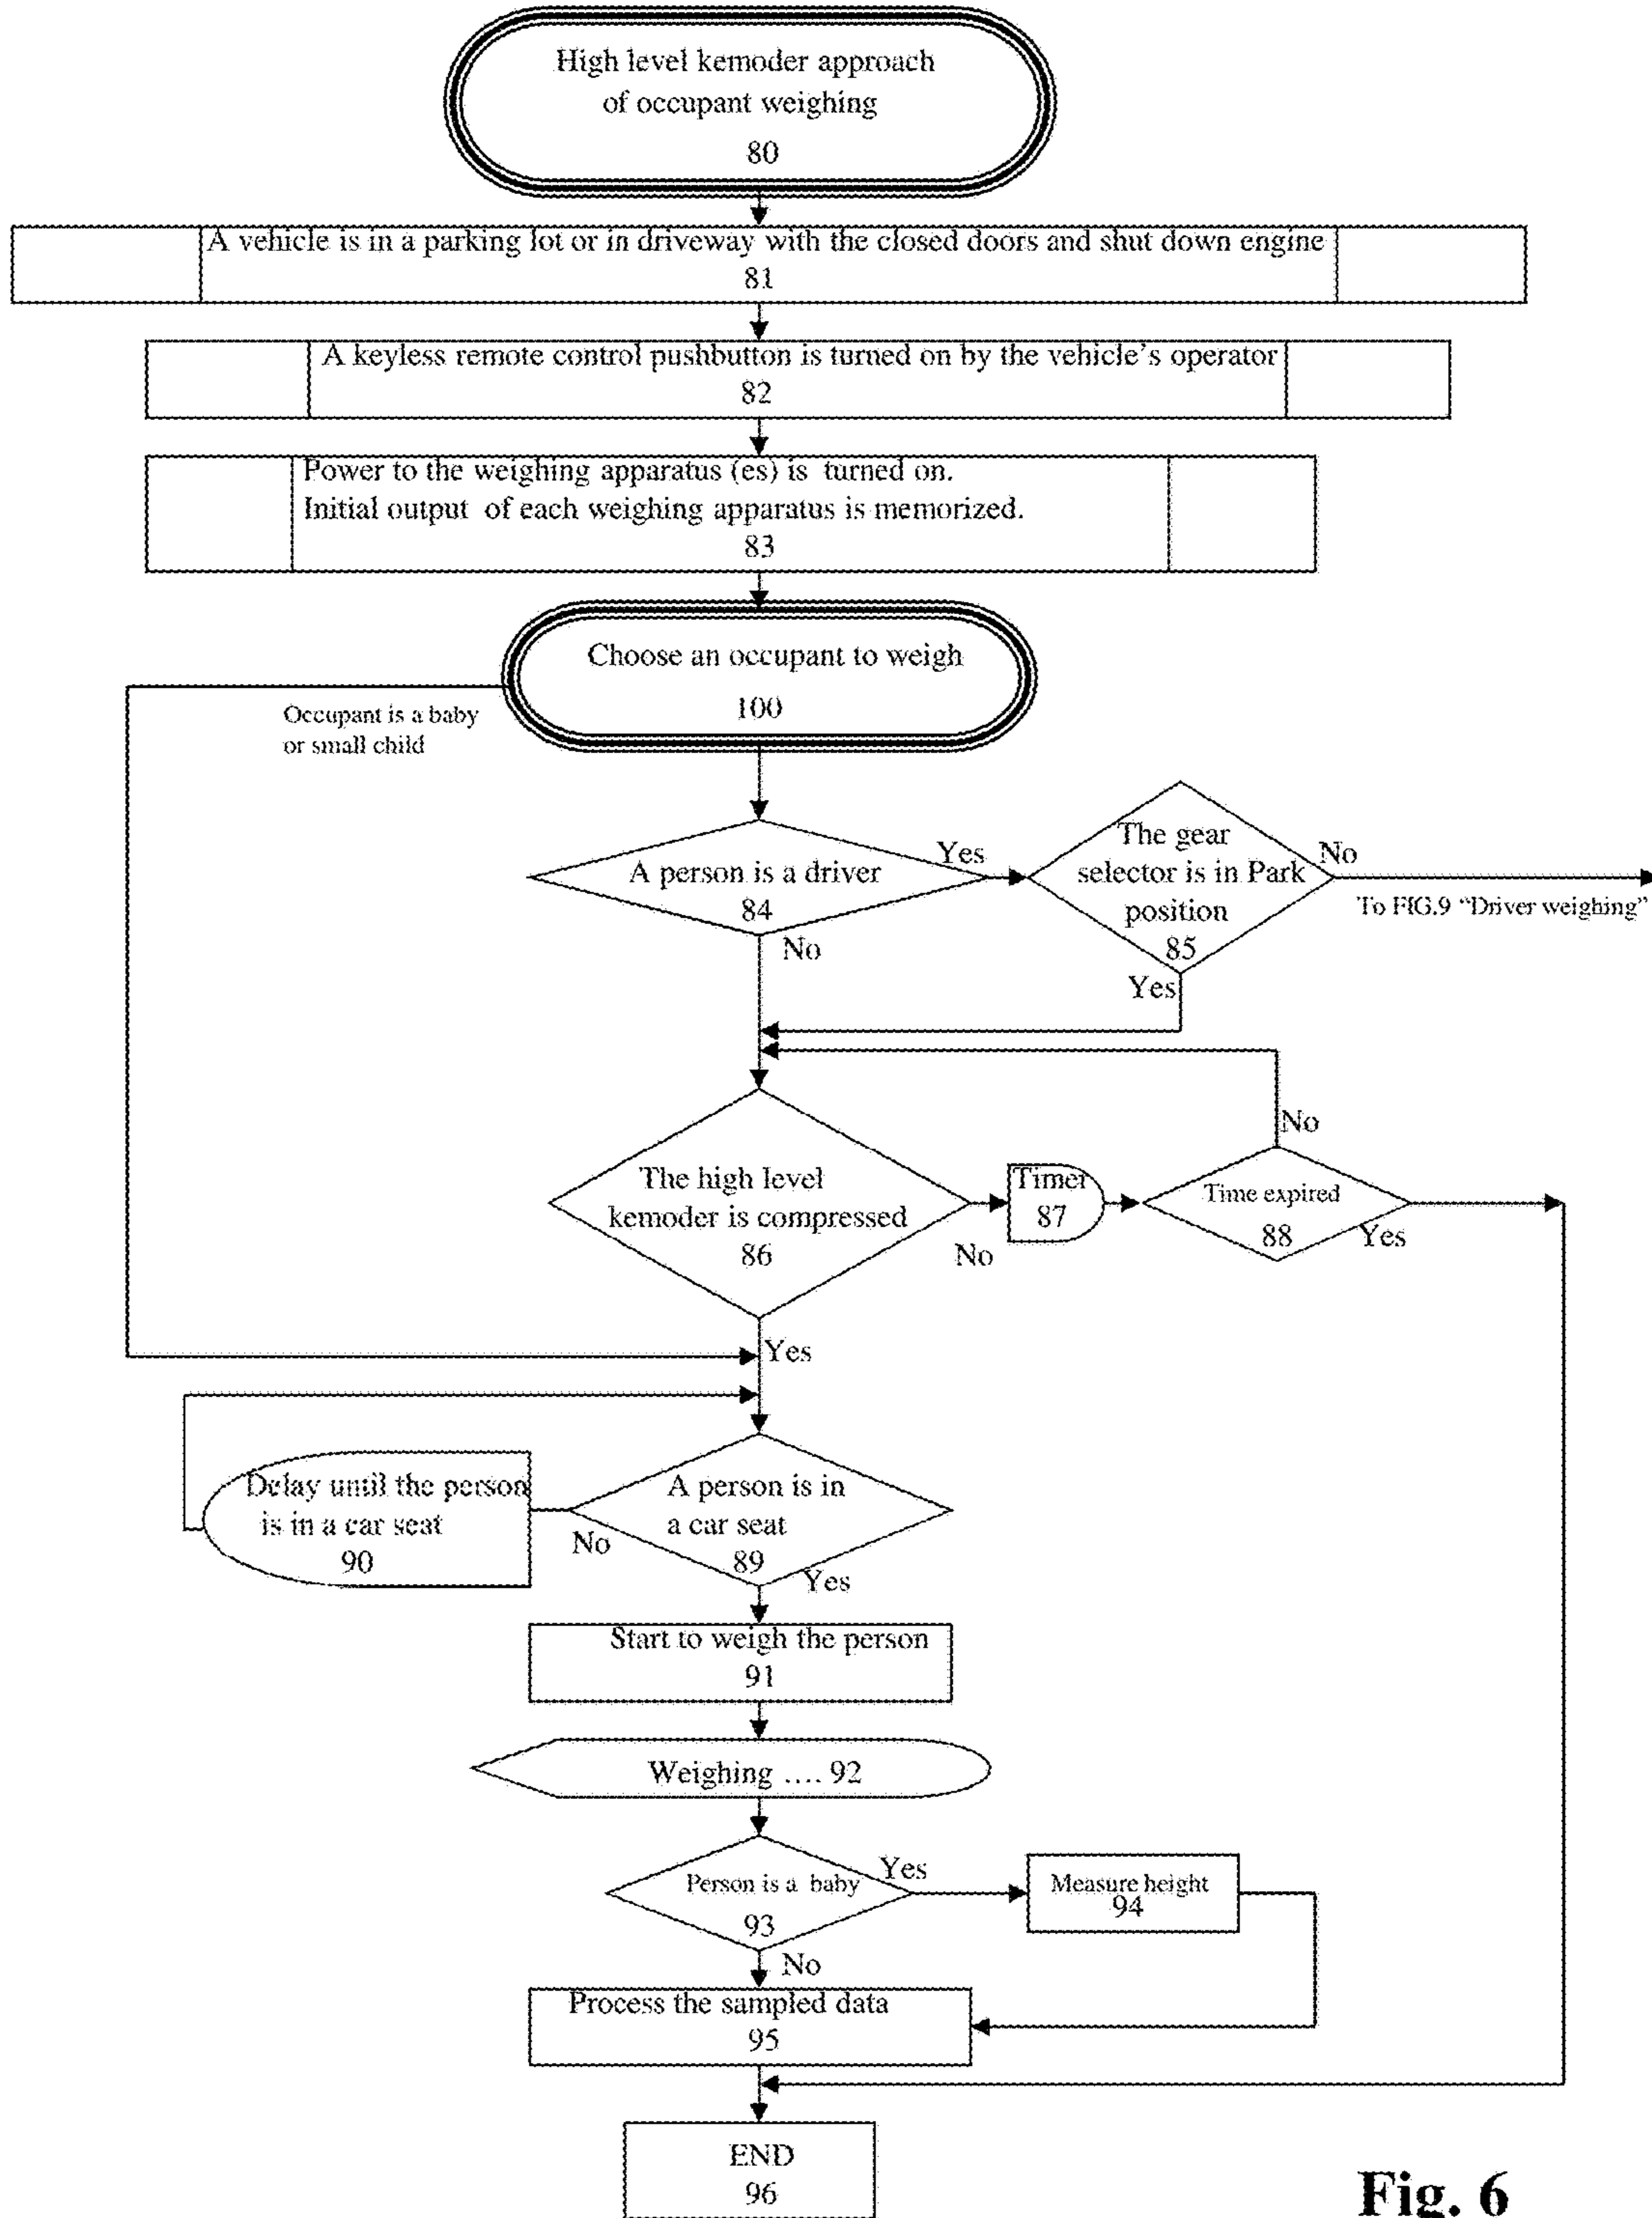 High level kemoder approach
of occupant weighing
80
A vehicle is in a parking lot or in driveway with the closed doors and shut down engine
81
A keyless remote control pushbutton is turned on by the vehicle's operator
82
Power to the weighing apparatus (es) is turned on.
Initial output of each weighing apparatus is memorized.
83
Choose an occupant to weigh
100
Occupant is a baby
or small child
A person is a driver
84
Yes
No
The gear
selector is in Park
position
85
No
Yes
To FIG.9 “Driver weighing”
The high level
kemoder is compressed
86
No
Yes
Timer
87
Time expired
88
No
Yes
A person is in
a car seat
89
No
Yes
Delay until the person
is in a car seat
90
Start to weigh the person
91
Weighing .... 92
Person is a baby
93
Yes
No
Measure height
94
Process the sampled data
95
END
96
Fig. 6